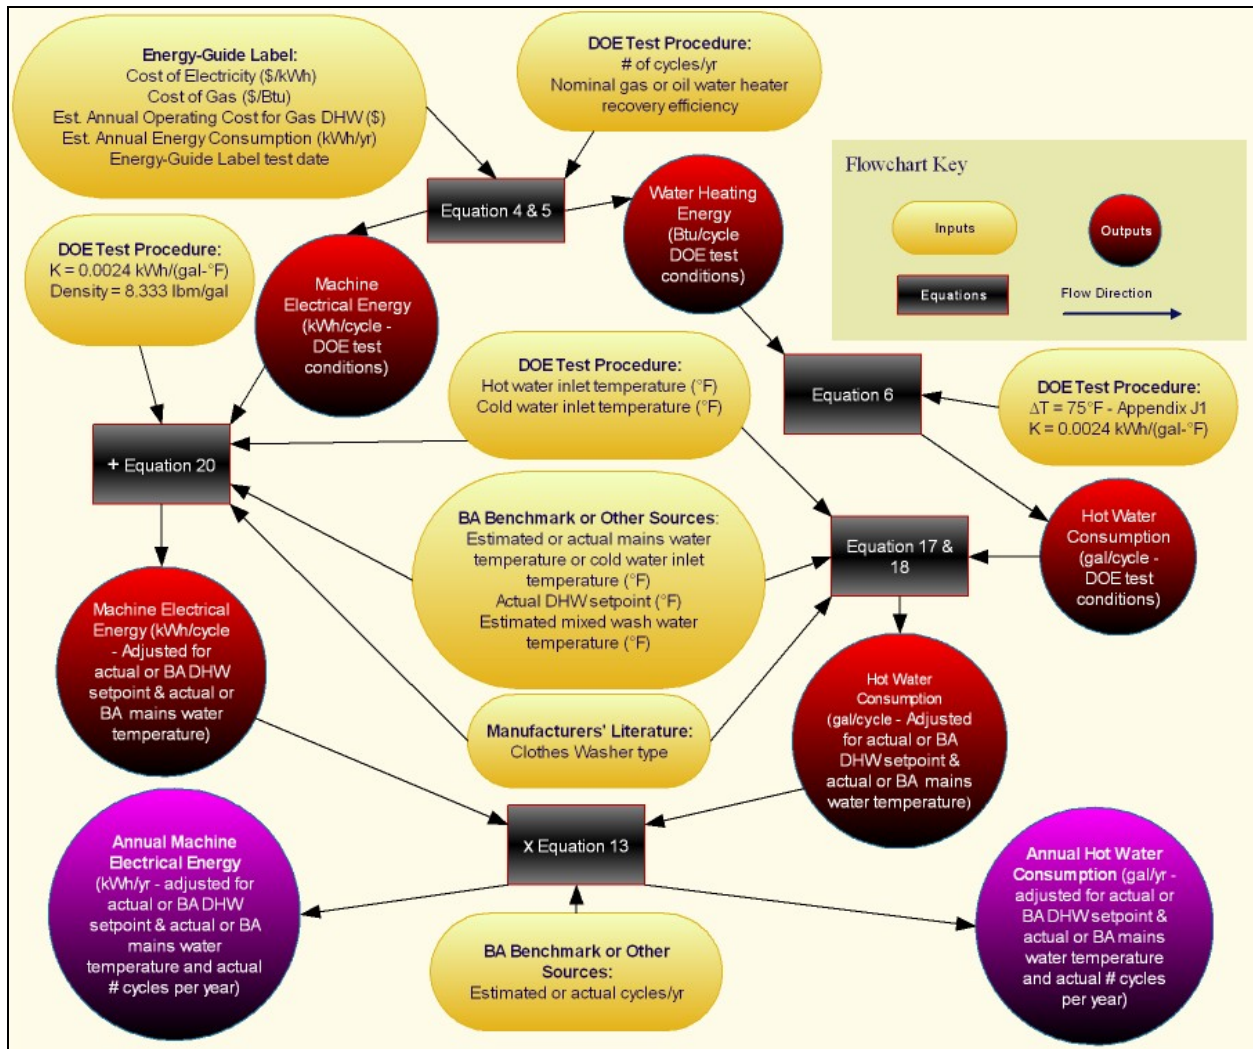 Energy-Guide Label:
Cost of Electricity ($/kWh)
Cost of Gas ($/Btu)
Est. Annual Operating Cost for Gas DHW ($)
Est. Annual Energy Consumption (kWh/yr)
Energy-Guide Label test date
DOE Test Procedure:
# of cycles/yr
Nominal gas or oil water heater
recovery efficiency
Flowchart Key
Inputs
Outputs
Equations
Flow Direction
Equation 4 & 5
Water Heating
Energy
(Btu/cycle
DOE test
conditions)
DOE Test Procedure:
K = 0.0024 kWh/(gal-°F)
Density = 8.333 lbm/gal
Machine
Electrical Energy
(kWh/cycle -
DOE test
conditions)
DOE Test Procedure:
Hot water inlet temperature (°F)
Cold water inlet temperature (°F)
Equation 6
DOE Test Procedure:
ΔT = 75°F - Appendix J1
K = 0.0024 kWh/(gal-°F)
+ Equation 20
BA Benchmark or Other Sources:
Estimated or actual mains water
temperature or cold water inlet
temperature (°F)
Actual DHW setpoint (°F)
Estimated mixed wash water
temperature (°F)
Equation 17 &
18
Hot Water
Consumption
(gal/cycle -
DOE test
conditions)
Machine Electrical
Energy (kWh/cycle
- Adjusted for
actual or BA DHW
setpoint & actual or
BA mains water
temperature)
Manufacturers' Literature:
Clothes Washer type
Hot Water
Consumption
(gal/cycle - Adjusted
for actual or BA
DHW setpoint &
actual or BA mains
water temperature)
x Equation 13
Annual Machine
Electrical Energy
(kWh/yr - adjusted for
actual or BA DHW
setpoint & actual or BA
mains water
temperature and actual
# cycles per year)
BA Benchmark or Other
Sources:
Estimated or actual cycles/yr
Annual Hot Water
Consumption (gal/yr -
adjusted for actual or
BA DHW setpoint &
actual or BA mains
water temperature
and actual # cycles
per year)